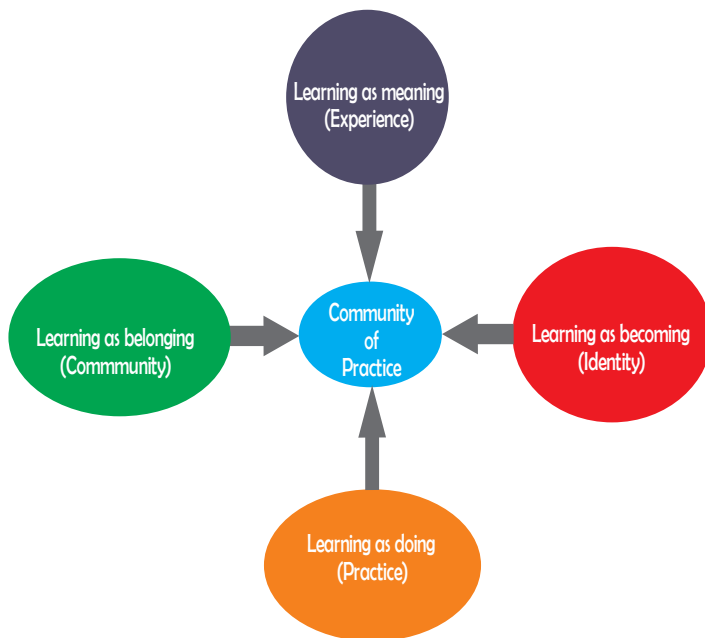 Learning as meaning
(Experience)
Community
of
Practice
Learning as belonging
(Commmunity)
Learning as becoming
(Identity)
Learning as doing
(Practice)